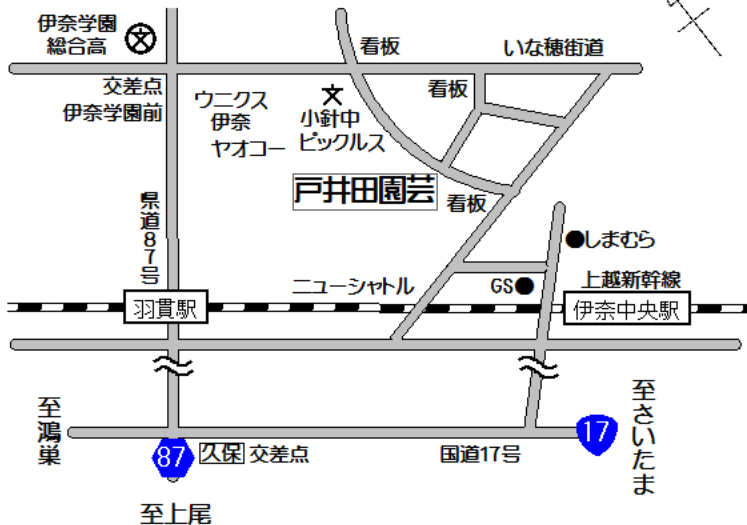 伊奈学園
総合高
看板
いな穂街道
交差点
伊奈学園前
ウニクス
伊奈
ヤオコー
小針中
ピックルス
看板
戸井田園芸
看板
県道87号
しまむら
ニューシャトル
GS
上越新幹線
羽貫駅
伊奈中央駅
至鴻巣
至さいたま
87
久保 交差点
国道17号
17
至上尾